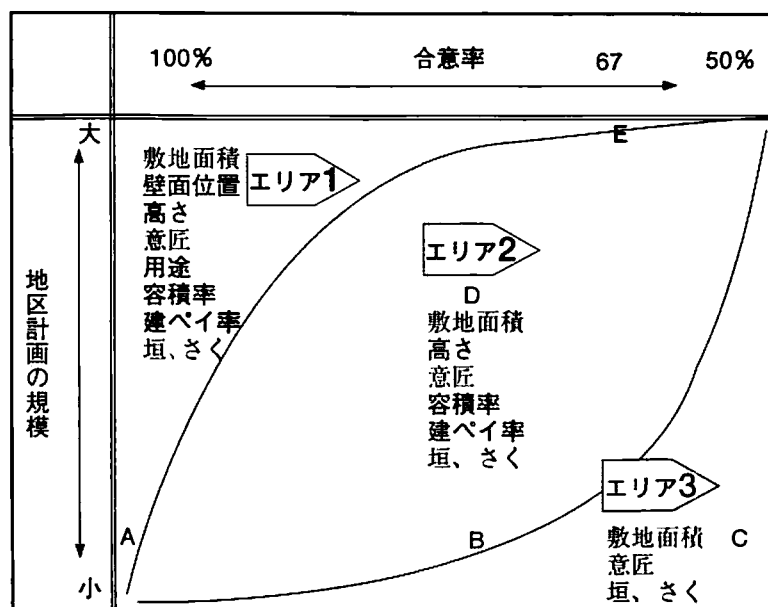 100% 合意率 67 50%
大
地区計画の規模
小
敷地面積
壁面位置
高さ
意匠
用途
容積率
建ペイ率
垣、さく
エリア1
エリア2
D
敷地面積
高さ
意匠
容積率
建ペイ率
垣、さく
エリア3
敷地面積 C
意匠
垣、さく
A
B
E